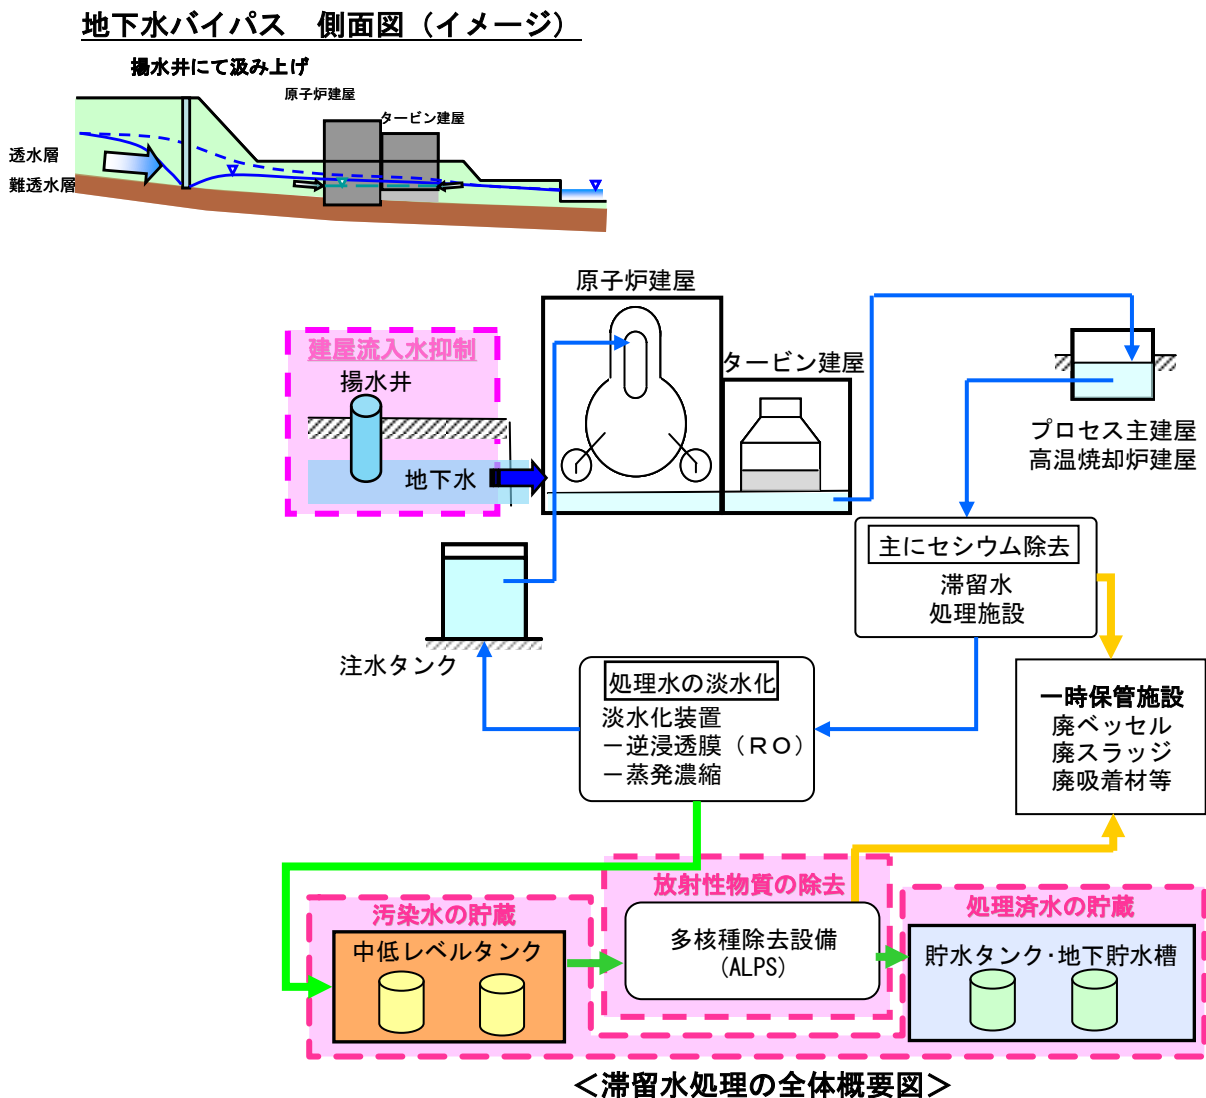 地下水バイパス　側面図（イメージ）
揚水井にて汲み上げ
原子炉建屋
タービン建屋
透水層
難透水層
原子炉建屋
建屋流入水抑制
揚水井
地下水
タービン建屋
プロセス主建屋
高温焼却炉建屋
主にセシウム除去
滞留水
処理施設
注水タンク
処理水の淡水化
淡水化装置
－逆浸透膜（ＲＯ）
－蒸発濃縮
一時保管施設
廃ベッセル
廃スラッジ
廃吸着材等
放射性物質の除去
多核種除去設備
(ALPS)
汚染水の貯蔵
中低レベルタンク
処理済水の貯蔵
貯水タンク・地下貯水槽
＜滞留水処理の全体概要図＞